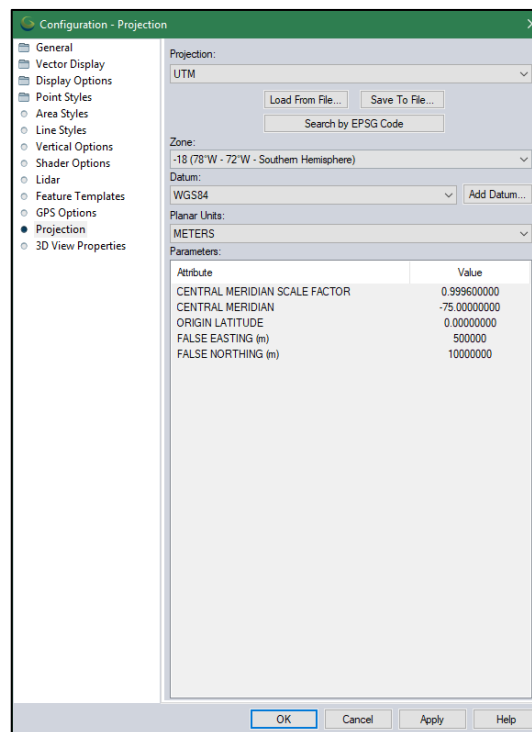 Configuration - Projection
General
Vector Display
Display Options
Point Styles
Area Styles
Line Styles
Vertical Options
Shader Options
Lidar
Feature Templates
GPS Options
Projection
3D View Properties
Projection:
UTM
Load From File... Save To File...
Search by EPSG Code
Zone:
-18 (78°W - 72°W - Southern Hemisphere)
Datum:
WGS84 Add Datum...
Planar Units:
METERS
Parameters:
Attribute Value
CENTRAL MERIDIAN SCALE FACTOR 0.999600000
CENTRAL MERIDIAN -75.00000000
ORIGIN LATITUDE 0.00000000
FALSE EASTING (m) 500000
FALSE NORTHING (m) 10000000
OK Cancel Apply Help